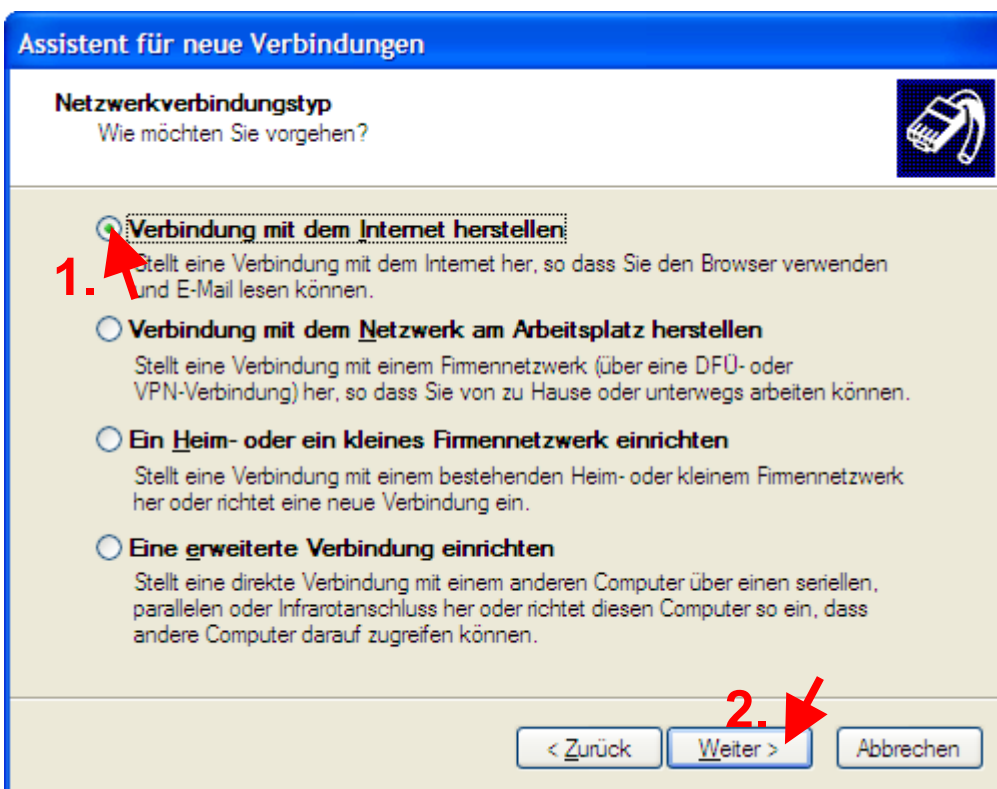 Assistent für neue Verbindungen
Netzwerkverbindungstyp
Wie möchten Sie vorgehen?
Verbindung mit dem Internet herstellen
1.
Stellt eine Verbindung mit dem Internet her, so dass Sie den Browser verwenden
und E-Mail lesen können.
Verbindung mit dem Netzwerk am Arbeitsplatz herstellen
Stellt eine Verbindung mit einem Firmennetzwerk (über eine DFÜ- oder
VPN-Verbindung) her, so dass Sie von zu Hause oder unterwegs arbeiten können.
Ein Heim- oder ein kleines Firmennetzwerk einrichten
Stellt eine Verbindung mit einem bestehenden Heim- oder kleinem Firmennetzwerk
her oder richtet eine neue Verbindung ein.
Eine erweiterte Verbindung einrichten
Stellt eine direkte Verbindung mit einem anderen Computer über einen seriellen,
parallelen oder Infrarotanschluss her oder richtet diesen Computer so ein, dass
andere Computer darauf zugreifen können.
2.
< Zurück Weiter > Abbrechen